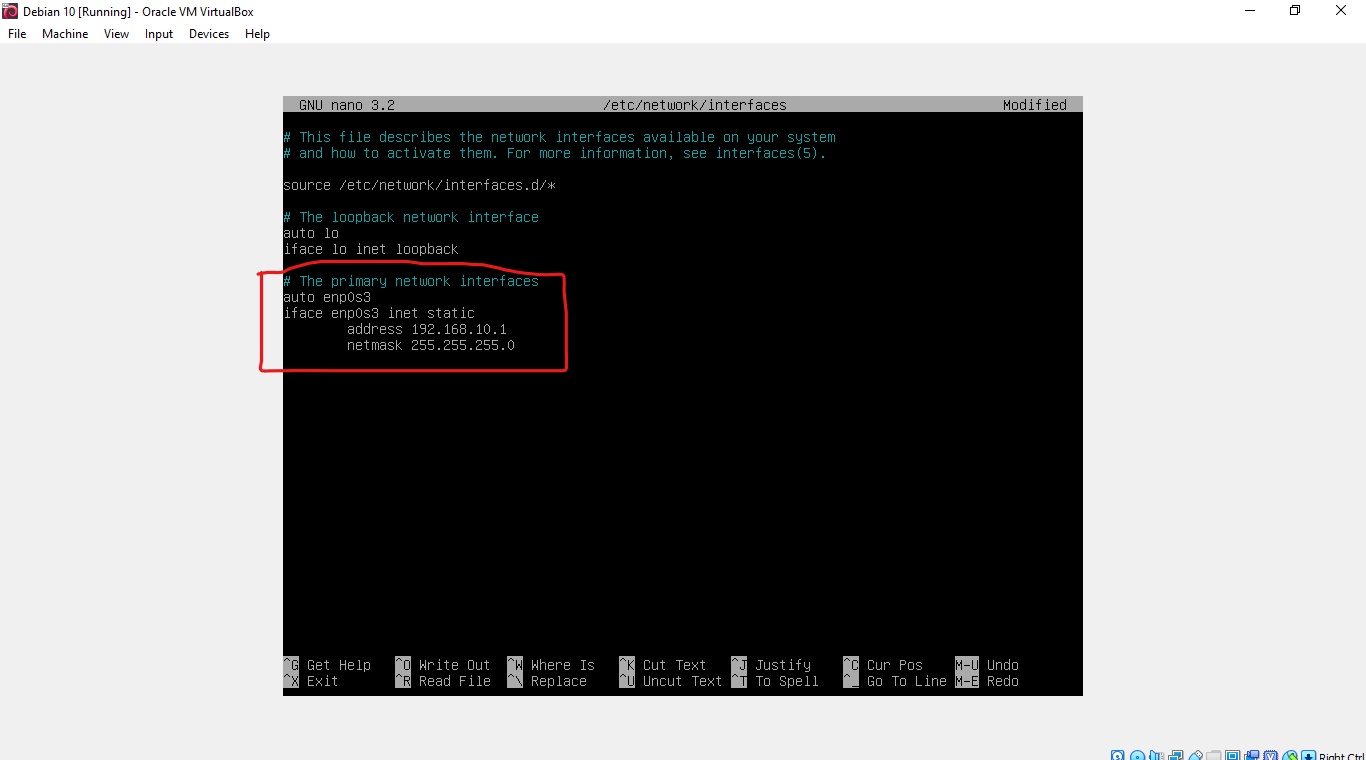 Debian 10 [Running] - Oracle VM VirtualBox
File Machine View Input Devices Help
GNU nano 3.2 /etc/network/interfaces Modified
# This file describes the network interfaces available on your system
# and how to activate them. For more information, see interfaces(5).
source /etc/network/interfaces.d/*
# The loopback network interface
auto lo
iface lo inet loopback
# The primary network interfaces
auto enp0s3
iface enp0s3 inet static
address 192.168.10.1
netmask 255.255.255.0
^G Get Help ^O Write Out ^W Where Is ^K Cut Text ^J Justify ^C Cur Pos M-U Undo
^X Exit ^R Read File ^\ Replace ^U Uncut Text ^T To Spell ^_ Go To Line M-E Redo
Right Ctrl